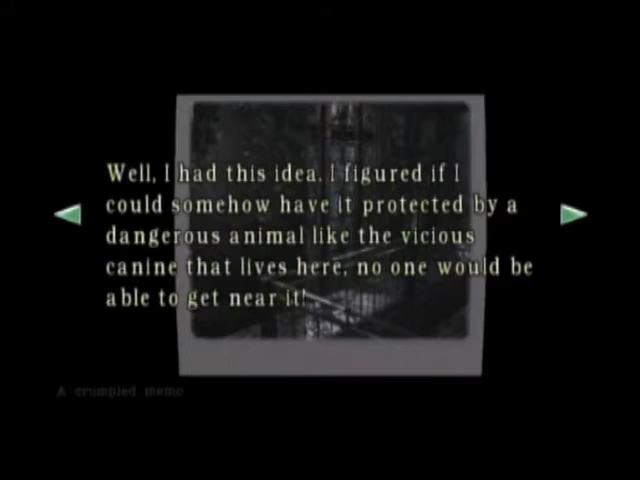 Well, I had this idea. I figured if I
could somehow have it protected by a
dangerous animal like the vicious
canine that lives here, no one would be
able to get near it!
A crumpled memo